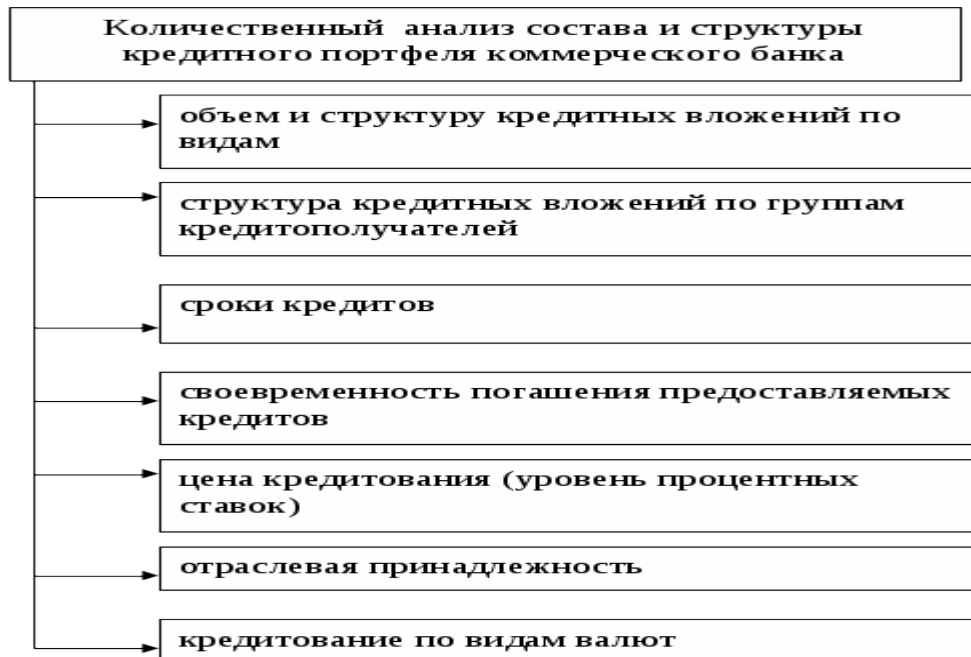 Количественный анализ состава и структуры
кредитного портфеля коммерческого банка
объем и структуру кредитных вложений по
видам
структура кредитных вложений по группам
кредитополучателей
сроки кредитов
своевременность погашения предоставляемых
кредитов
цена кредитования (уровень процентных
ставок)
отраслевая принадлежность
кредитование по видам валют